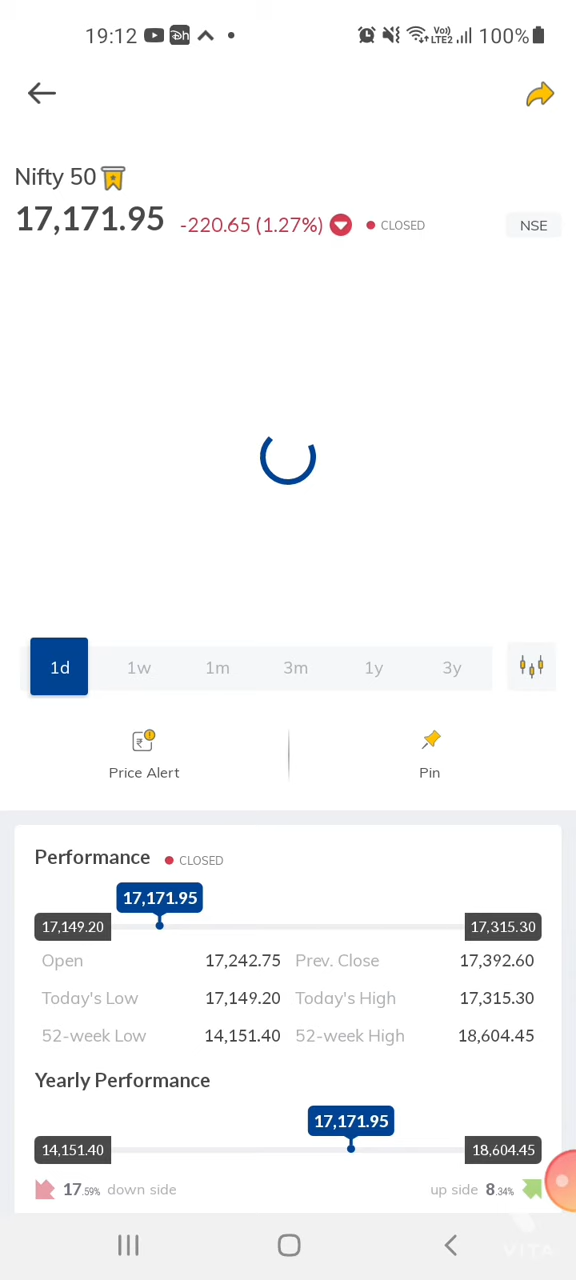 19:12 Dh Vo) LTE2 100%
Nifty 50
17,171.95 -220.65 (1.27%) CLOSED NSE
1d 1w 1m 3m 1y 3y
Price Alert Pin
Performance CLOSED
17,171.95
17,149.20 17,315.30
Open 17,242.75 Prev. Close 17,392.60
Today's Low 17,149.20 Today's High 17,315.30
52-week Low 14,151.40 52-week High 18,604.45
Yearly Performance
17,171.95
14,151.40 18,604.45
17.59% down side up side 8.34%
VITA